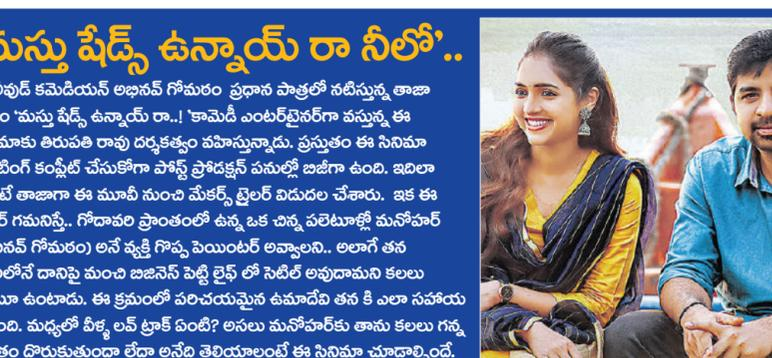 మస్తు షేడ్స్ ఉన్నాయ్ రా నీలో’..
కమెడియన్ అభినవ్ గోమఠం ప్రధాన పాత్రలో నటిస్తున్న తాజా
‘మస్తు షేడ్స్ ఉన్నాయ్ రా..! ‘కామెడీ ఎంటర్‌టైనర్‌గా వస్తున్న ఈ
తిరుపతి రావు దర్శకత్వం వహిస్తున్నాడు. ప్రస్తుతం ఈ సినిమా
కంప్లీట్ చేసుకోగా పోస్ట్ ప్రోడక్షన్ పనుల్లో బిజీగా ఉంది. ఇదిలా
తాజాగా ఈ మూవీ నుంచి మేకర్స్ ట్రైలర్ విడుదల చేశారు. ఇక ఈ
గమనిస్తే.. గోదావరి ప్రాంతంలో ఉన్న ఒక చిన్న పలెటూళ్లో మనోహర్
గోమఠం) అనే వ్యక్తి గొప్ప పెయింటర్ అవ్వాలని.. అలాగే తన
దానిపై మంచి బిజినెస్ పెట్టి లైఫ్ లో సెటిల్ అవుదామని కలలు
ఉంటాడు. ఈ క్రమంలో పరిచయమైన ఉమాదేవి తన కి ఎలా సహాయ
మధ్యలో వీళ్ళ లవ్ ట్రాక్ ఏంటి? అసలు మనోహర్‌కు తాను కలలు గన్న
దొరుకుతుందా లేదా అనేది తెలియాలంటే ఈ సినిమా చూడాల్సిందే.